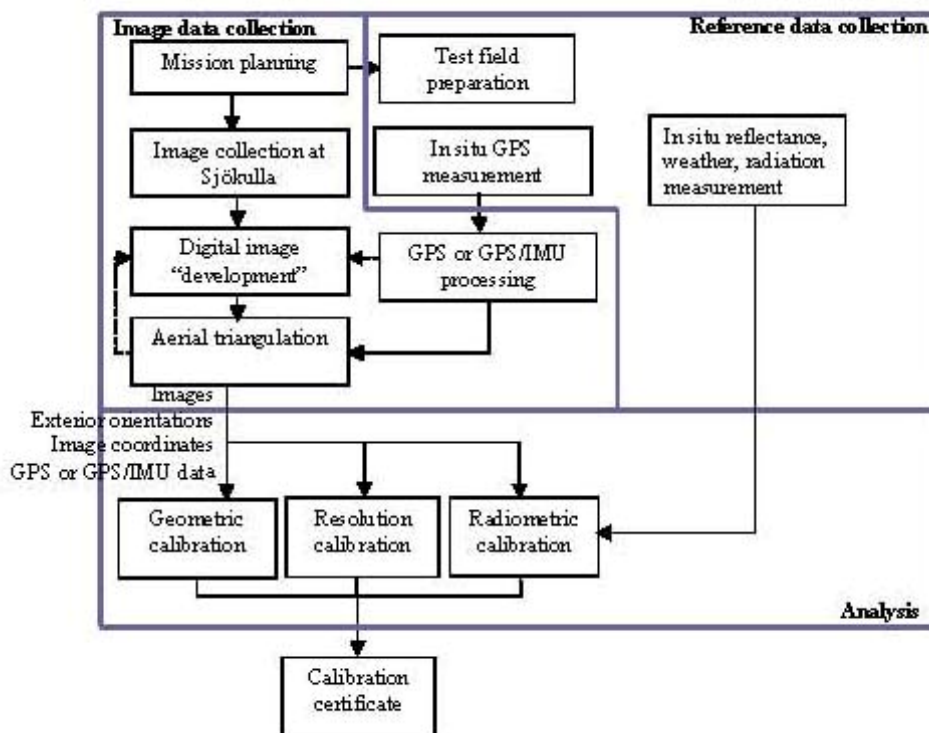 Image data collection
Reference data collection
Mission planning
Test field
preparation
Image collection at
Sjökulla
In situ GPS
measurement
In situ reflectance,
weather, radiation
measurement
Digital image
“development”
GPS or GPS/IMU
processing
Aerial triangulation
Images
Exterior orientations
Image coordinates
GPS or GPS/IMU data
Geometric
calibration
Resolution
calibration
Radiometric
calibration
Analysis
Calibration
certificate